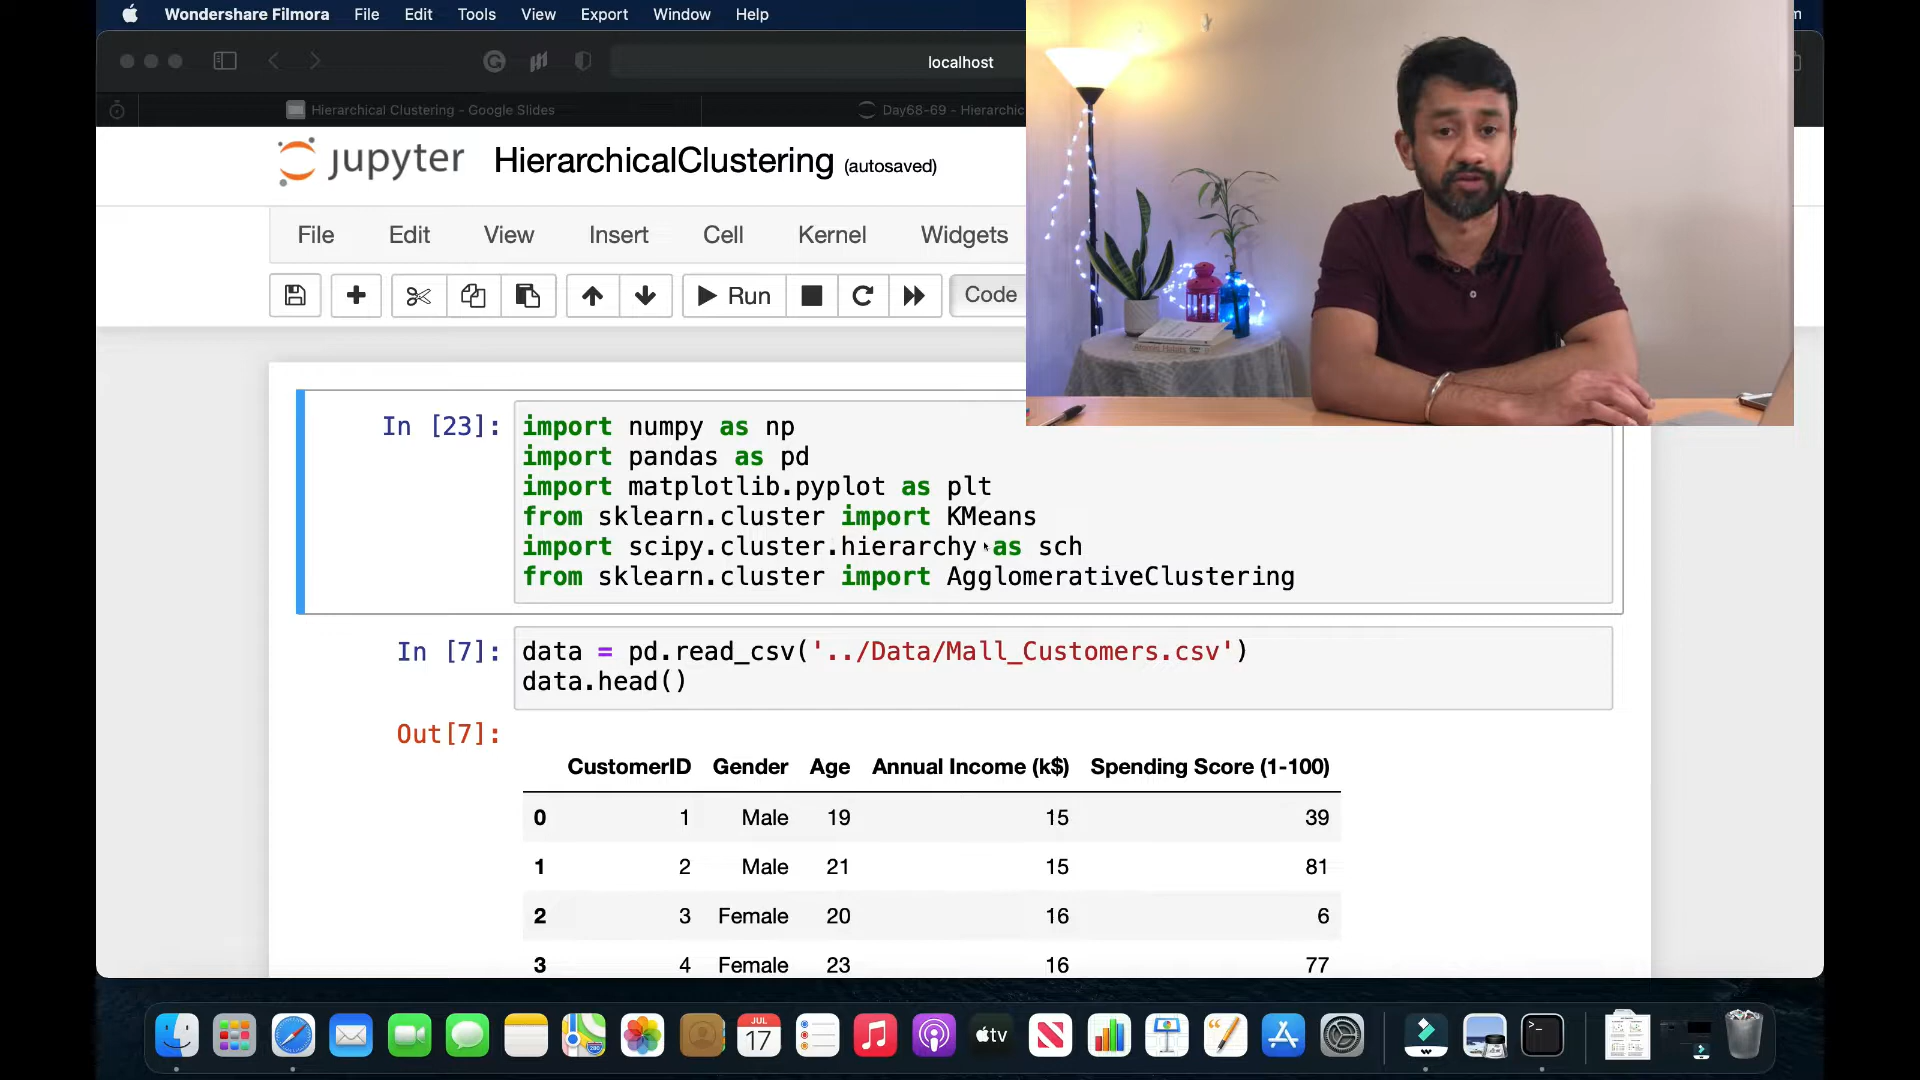 Wondershare Filmora File Edit Tools View Export Window Help
localhost
Hierarchical Clustering - Google Slides
Day68-69 - Hierarchic
jupyter HierarchicalClustering (autosaved)
File Edit View Insert Cell Kernel Widgets
Run
Code
In [23]:
import numpy as np
import pandas as pd
import matplotlib.pyplot as plt
from sklearn.cluster import KMeans
import scipy.cluster.hierarchy as sch
from sklearn.cluster import AgglomerativeClustering
In [7]:
data = pd.read_csv('../Data/Mall_Customers.csv')
data.head()
Out[7]:
CustomerID Gender Age Annual Income (k$) Spending Score (1-100)
0 1 Male 19 15 39
1 2 Male 21 15 81
2 3 Female 20 16 6
3 4 Female 23 16 77
JUL
17
tv